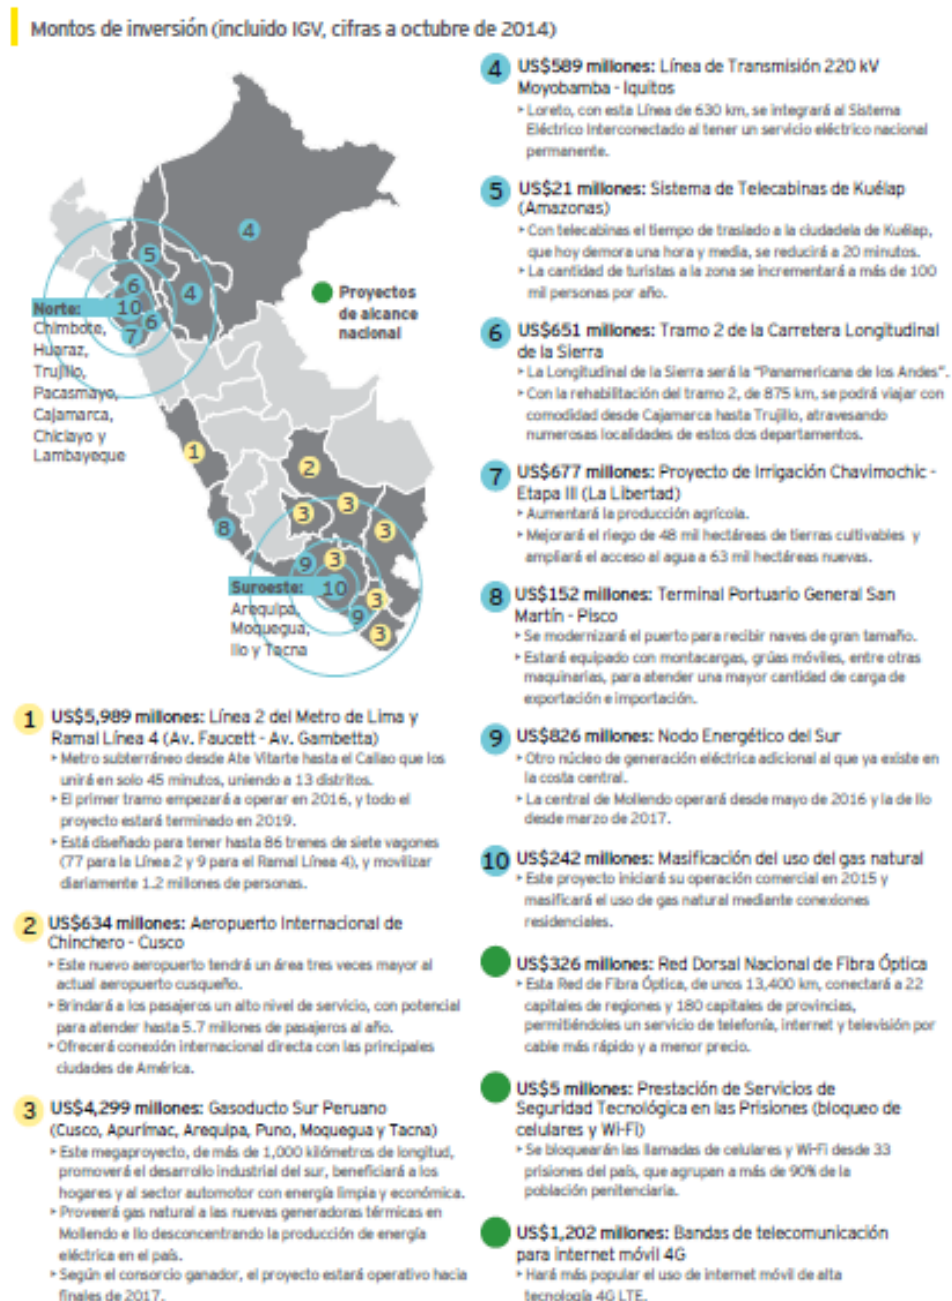 Montos de inversión (incluido IGV, cifras a octubre de 2014)
4
5
6
10
4
6
7
Norte:
Chimbote,
Huaraz,
Trujillo,
Pacasmayo,
Cajamarca,
Chiclayo y
Lambayeque
Proyectos
de alcance
nacional
1
2
3
3
3
8
9
3
Suroeste:
10
3
9
3
Arequipa,
Moquegua,
Ilo y Tacna
1 US$5,989 millones: Línea 2 del Metro de Lima y
Ramal Línea 4 (Av. Faucett - Av. Gambetta)
▸ Metro subterráneo desde Ate Vitarte hasta el Callao que los
unirá en solo 45 minutos, uniendo a 13 distritos.
▸ El primer tramo empezará a operar en 2016, y todo el
proyecto estará terminado en 2019.
▸ Está diseñado para tener hasta 86 trenes de siete vagones
(77 para la Línea 2 y 9 para el Ramal Línea 4), y movilizar
diariamente 1.2 millones de personas.
2 US$634 millones: Aeropuerto Internacional de
Chinchero - Cusco
▸ Este nuevo aeropuerto tendrá un área tres veces mayor al
actual aeropuerto cusqueño.
▸ Brindará a los pasajeros un alto nivel de servicio, con potencial
para atender hasta 5.7 millones de pasajeros al año.
▸ Ofrecerá conexión internacional directa con las principales
ciudades de América.
3 US$4,299 millones: Gasoducto Sur Peruano
(Cusco, Apurímac, Arequipa, Puno, Moquegua y Tacna)
▸ Este megaproyecto, de más de 1,000 kilómetros de longitud,
promoverá el desarrollo industrial del sur, beneficiará a los
hogares y al sector automotor con energía limpia y económica.
▸ Proveerá gas natural a las nuevas generadoras térmicas en
Mollendo e Ilo desconcentrando la producción de energía
eléctrica en el país.
▸ Según el consorcio ganador, el proyecto estará operativo hacia
finales de 2017.
4 US$589 millones: Línea de Transmisión 220 kV
Moyobamba - Iquitos
▸ Loreto, con esta Línea de 630 km, se integrará al Sistema
Eléctrico Interconectado al tener un servicio eléctrico nacional
permanente.
5 US$21 millones: Sistema de Telecabinas de Kuélap
(Amazonas)
▸ Con telecabinas el tiempo de traslado a la ciudadela de Kuélap,
que hoy demora una hora y media, se reducirá a 20 minutos.
▸ La cantidad de turistas a la zona se incrementará a más de 100
mil personas por año.
6 US$651 millones: Tramo 2 de la Carretera Longitudinal
de la Sierra
▸ La Longitudinal de la Sierra será la "Panamericana de los Andes".
▸ Con la rehabilitación del tramo 2, de 875 km, se podrá viajar con
comodidad desde Cajamarca hasta Trujillo, atravesando
numerosas localidades de estos dos departamentos.
7 US$677 millones: Proyecto de Irrigación Chavimochic -
Etapa III (La Libertad)
▸ Aumentará la producción agrícola.
▸ Mejorará el riego de 48 mil hectáreas de tierras cultivables y
ampliará el acceso al agua a 63 mil hectáreas nuevas.
8 US$152 millones: Terminal Portuario General San
Martín - Pisco
▸ Se modernizará el puerto para recibir naves de gran tamaño.
▸ Estará equipado con montacargas, grúas móviles, entre otras
maquinarias, para atender una mayor cantidad de carga de
exportación e importación.
9 US$826 millones: Nodo Energético del Sur
▸ Otro núcleo de generación eléctrica adicional al que ya existe en
la costa central.
▸ La central de Mollendo operará desde mayo de 2016 y la de Ilo
desde marzo de 2017.
10 US$242 millones: Masificación del uso del gas natural
▸ Este proyecto iniciará su operación comercial en 2015 y
masificará el uso de gas natural mediante conexiones
residenciales.
US$326 millones: Red Dorsal Nacional de Fibra Óptica
▸ Esta Red de Fibra Óptica, de unos 13,400 km, conectará a 22
capitales de regiones y 180 capitales de provincias,
permitiéndoles un servicio de telefonía, internet y televisión por
cable más rápido y a menor precio.
US$5 millones: Prestación de Servicios de
Seguridad Tecnológica en las Prisiones (bloqueo de
celulares y Wi-Fi)
▸ Se bloquearán las llamadas de celulares y Wi-Fi desde 33
prisiones del país, que agrupan a más de 90% de la
población penitenciaria.
US$1,202 millones: Bandas de telecomunicación
para internet móvil 4G
▸ Hará más popular el uso de internet móvil de alta
tecnología 4G LTE.